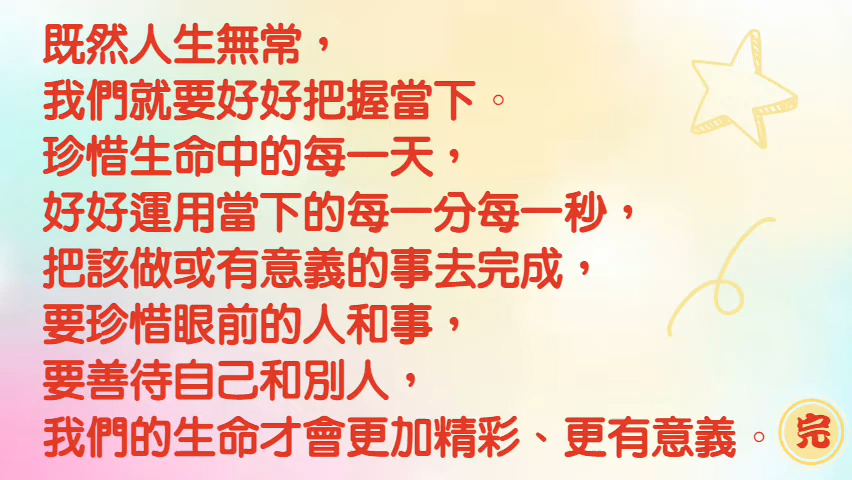 既然人生無常，
我們就要好好把握當下。
珍惜生命中的每一天，
好好運用當下的每一分每一秒，
把該做或有意義的事去完成，
要珍惜眼前的人和事，
要善待自己和別人，
我們的生命才會更加精彩、更有意義。
完